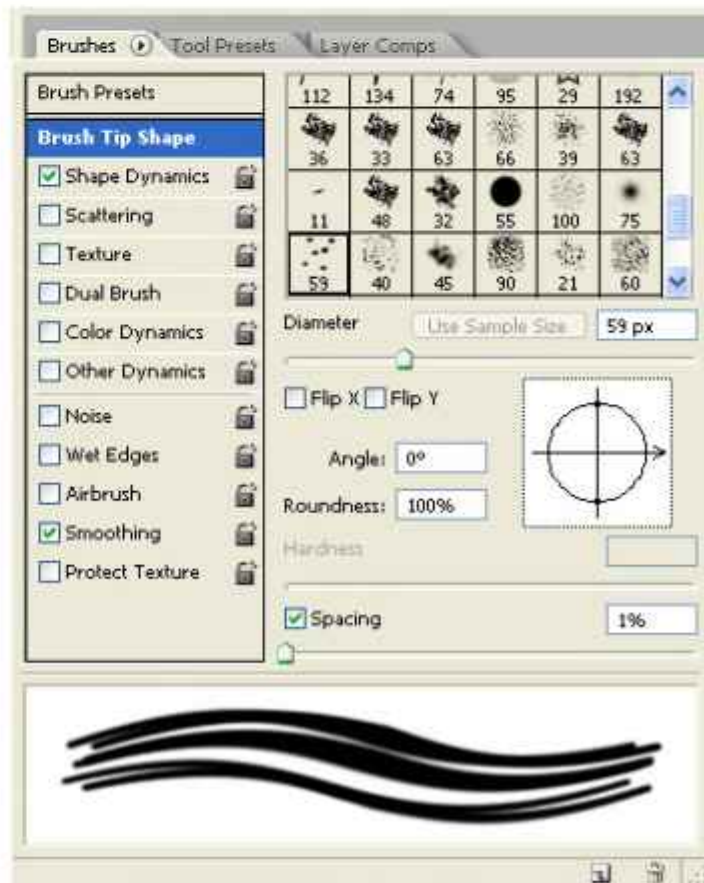 Brushes Tool Presets Layer Comps
Brush Presets
Brush Tip Shape
Shape Dynamics
Scattering
Texture
Dual Brush
Color Dynamics
Other Dynamics
Noise
Wet Edges
Airbrush
Smoothing
Protect Texture
112 134 74 95 29 192
36 33 63 66 39 63
11 48 32 55 100 75
59 40 45 90 21 60
Diameter Use Sample Size 59 px
Flip X Flip Y
Angle: 0°
Roundness: 100%
Hardness
Spacing 1%